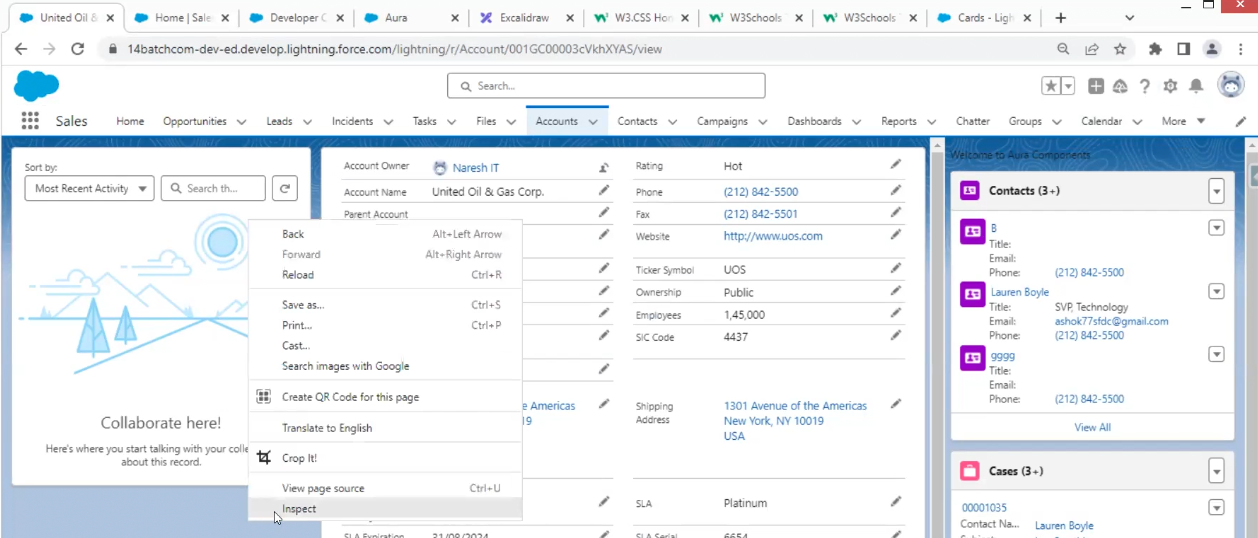 United Oil &
Home | Sales
Developer C
Aura
Excalidraw
W3.CSS Hom
W3Schools
W3Schools
Cards - Ligh
14batchcom-dev-ed.develop.lightning.force.com/lightning/r/Account/001GC00003cVkhXYAS/view
Search...
Sales
Home
Opportunities
Leads
Incidents
Tasks
Files
Accounts
Contacts
Campaigns
Dashboards
Reports
Chatter
Groups
Calendar
More
Sort by:
Most Recent Activity
Search th...
Collaborate here!
Here's where you start talking with your colle
about this record.
Back Alt+Left Arrow
Forward Alt+Right Arrow
Reload Ctrl+R
Save as... Ctrl+S
Print... Ctrl+P
Cast...
Search images with Google
Create QR Code for this page
Translate to English
Crop It!
View page source Ctrl+U
Inspect
Account Owner Naresh IT
Account Name United Oil & Gas Corp.
Parent Account
e Americas
19
SLA Expiration 31/08/2024
Rating Hot
Phone (212) 842-5500
Fax (212) 842-5501
Website http://www.uos.com
Ticker Symbol UOS
Ownership Public
Employees 1,45,000
SIC Code 4437
Shipping
Address
1301 Avenue of the Americas
New York, NY 10019
USA
SLA Platinum
SLA Serial 6654
Welcome to Aura Components
Contacts (3+)
B
Title:
Email:
Phone: (212) 842-5500
Lauren Boyle
Title: SVP, Technology
Email: ashok77sfdc@gmail.com
Phone: (212) 842-5500
gggg
Title:
Email:
Phone: (212) 842-5500
View All
Cases (3+)
00001035
Contact Na... Lauren Boyle